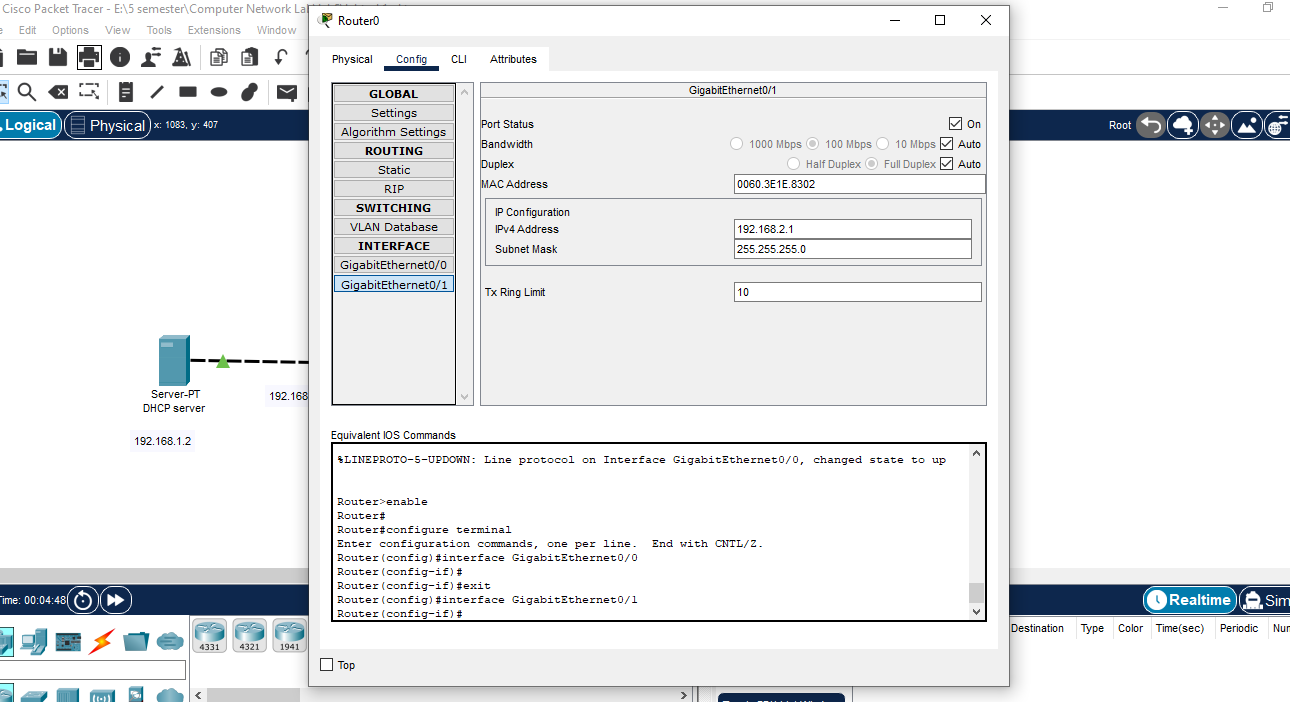 Cisco Packet Tracer - E:\5 semester\Computer Network La
Edit Options View Tools Extensions Window
Logical Physical x: 1083, y: 407
Root
Server-PT
DHCP server
192.168
192.168.1.2
Router0
Physical Config CLI Attributes
GLOBAL
Settings
Algorithm Settings
ROUTING
Static
RIP
SWITCHING
VLAN Database
INTERFACE
GigabitEthernet0/0
GigabitEthernet0/1
GigabitEthernet0/1
Port Status On
Bandwidth 1000 Mbps 100 Mbps 10 Mbps Auto
Duplex Half Duplex Full Duplex Auto
MAC Address 0060.3E1E.8302
IP Configuration
IPv4 Address 192.168.2.1
Subnet Mask 255.255.255.0
Tx Ring Limit 10
Equivalent IOS Commands
%LINEPROTO-5-UPDOWN: Line protocol on Interface GigabitEthernet0/0, changed state to up
Router>enable
Router#
Router#configure terminal
Enter configuration commands, one per line. End with CNTL/Z.
Router(config)#interface GigabitEthernet0/0
Router(config-if)#
Router(config-if)#exit
Router(config)#interface GigabitEthernet0/1
Router(config-if)#
Top
Time: 00:04:48
4331 4321 1941
Realtime Sim
Destination Type Color Time(sec) Periodic Num